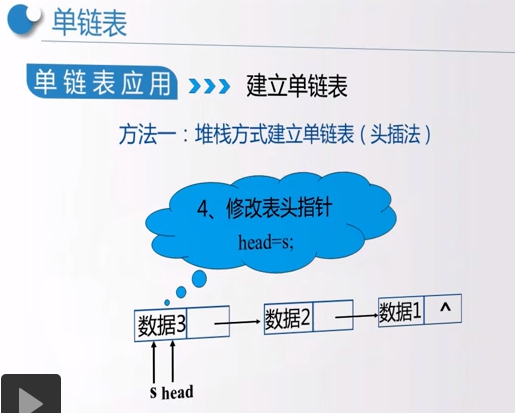 单链表
单链表应用 建立单链表
方法一：堆栈方式建立单链表（头插法）
4、修改表头指针
head=s;
数据3 数据2 数据1 ^
s head